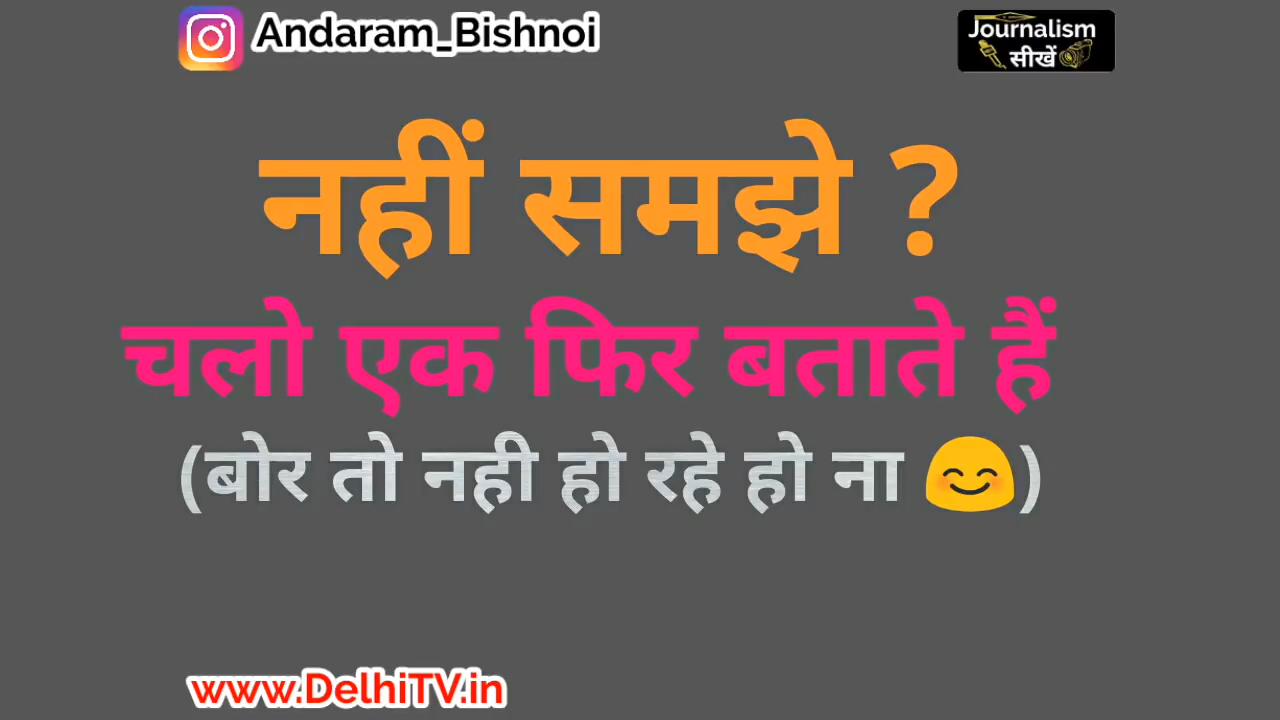 Andaram_Bishnoi
Journalism
सीखें
नहीं समझे ?
चलो एक फिर बताते हैं
(बोर तो नही हो रहे हो ना 😊)
www.DelhiTV.in